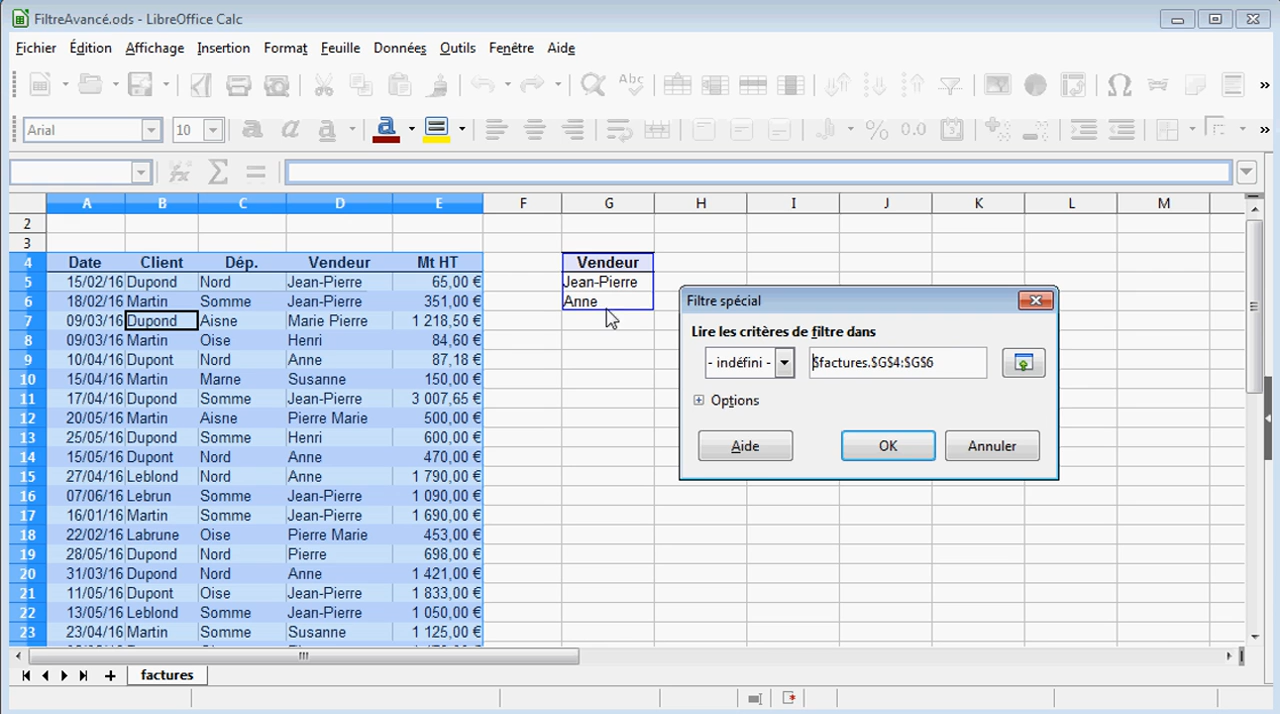 FiltreAvancé.ods - LibreOffice Calc
Fichier Édition Affichage Insertion Format Feuille Données Outils Fenêtre Aide
Arial 10
A B C D E F G H I J K L M
2
3
4 Date Client Dép. Vendeur Mt HT Vendeur
5 15/02/16 Dupond Nord Jean-Pierre 65,00 € Jean-Pierre
6 18/02/16 Martin Somme Jean-Pierre 351,00 € Anne
7 09/03/16 Dupond Aisne Marie Pierre 1 218,50 €
8 09/03/16 Martin Oise Henri 84,60 €
9 10/04/16 Dupont Nord Anne 87,18 €
10 15/04/16 Martin Marne Susanne 150,00 €
11 17/04/16 Dupond Somme Jean-Pierre 3 007,65 €
12 20/05/16 Martin Aisne Pierre Marie 500,00 €
13 25/05/16 Dupond Somme Henri 600,00 €
14 15/05/16 Dupont Nord Anne 470,00 €
15 27/04/16 Leblond Nord Anne 1 790,00 €
16 07/06/16 Lebrun Somme Jean-Pierre 1 090,00 €
17 16/01/16 Martin Somme Jean-Pierre 1 690,00 €
18 22/02/16 Labrune Oise Pierre Marie 453,00 €
19 28/05/16 Dupond Nord Pierre 698,00 €
20 31/03/16 Dupond Nord Anne 1 421,00 €
21 11/05/16 Dupont Oise Jean-Pierre 1 833,00 €
22 13/05/16 Leblond Somme Jean-Pierre 1 050,00 €
23 23/04/16 Martin Somme Susanne 1 125,00 €
Filtre spécial
Lire les critères de filtre dans
- indéfini - $factures.$G$4:$G$6
Options
Aide OK Annuler
factures